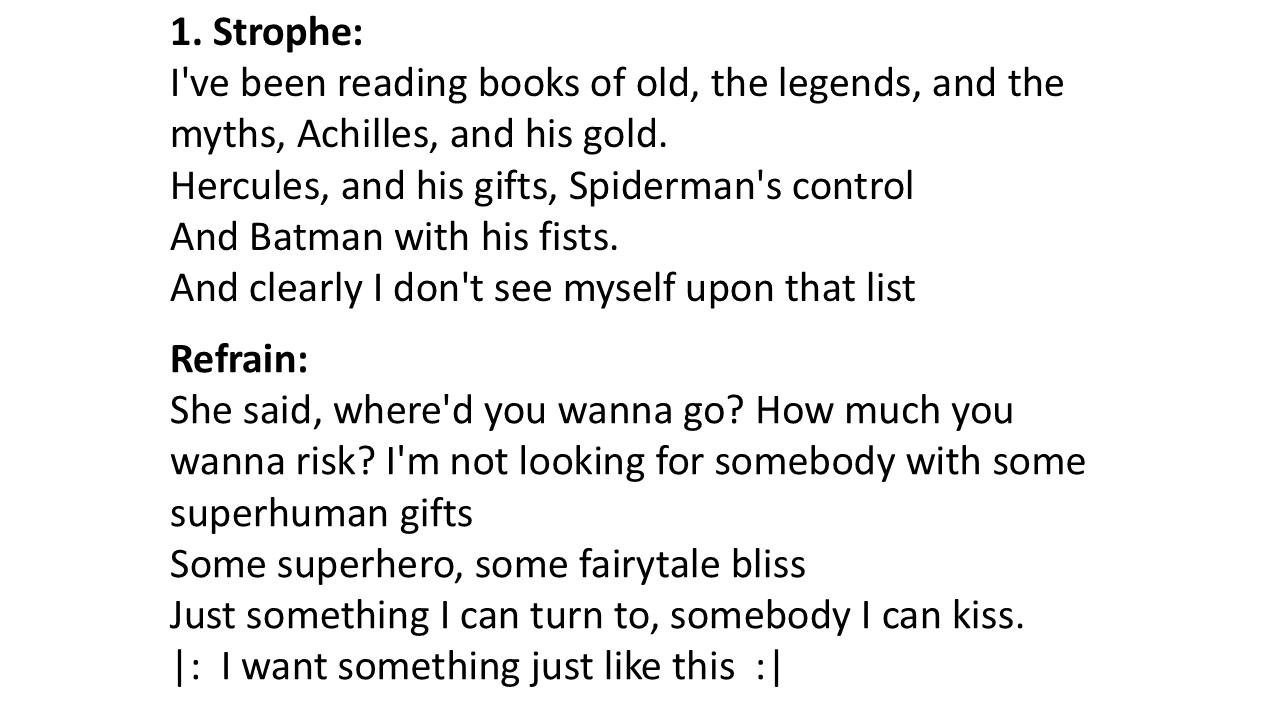 1. Strophe:
I've been reading books of old, the legends, and the
myths, Achilles, and his gold.
Hercules, and his gifts, Spiderman's control
And Batman with his fists.
And clearly I don't see myself upon that list
Refrain:
She said, where'd you wanna go? How much you
wanna risk? I'm not looking for somebody with some
superhuman gifts
Some superhero, some fairytale bliss
Just something I can turn to, somebody I can kiss.
|: I want something just like this :|